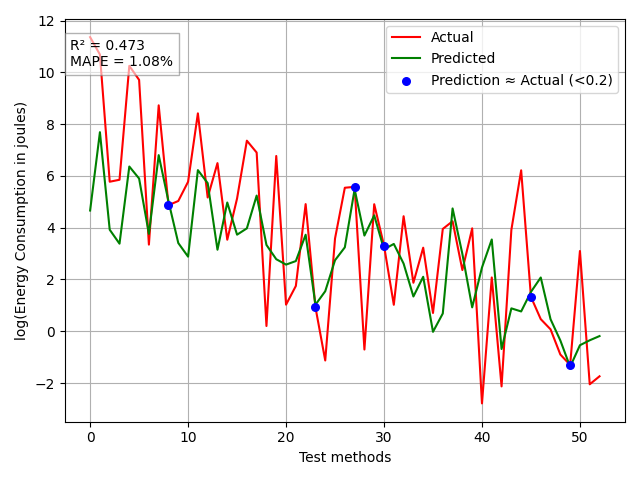 R² = 0.473
MAPE = 1.08%
Actual
Predicted
Prediction ≈ Actual (<0.2)
log(Energy Consumption in joules)
12
10
8
6
4
2
0
−2
0 10 20 30 40 50
Test methods